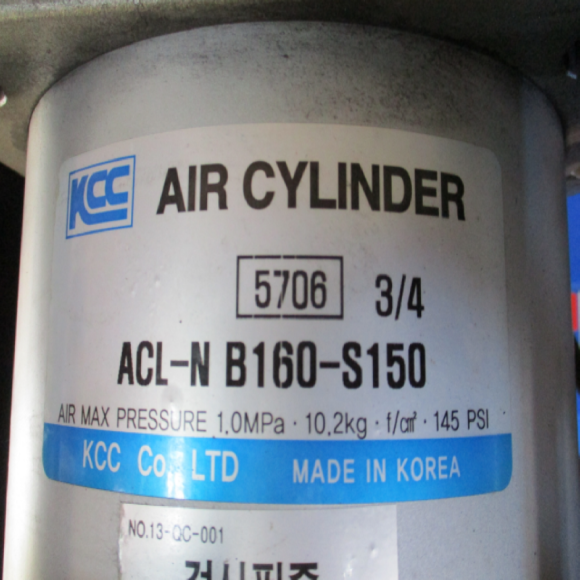 KCC AIR CYLINDER
5706 3/4
ACL-N B160-S150
AIR MAX PRESSURE 1.0MPa · 10.2kg · f/㎠ · 145 PSI
KCC Co. LTD MADE IN KOREA
NO.13-QC-001